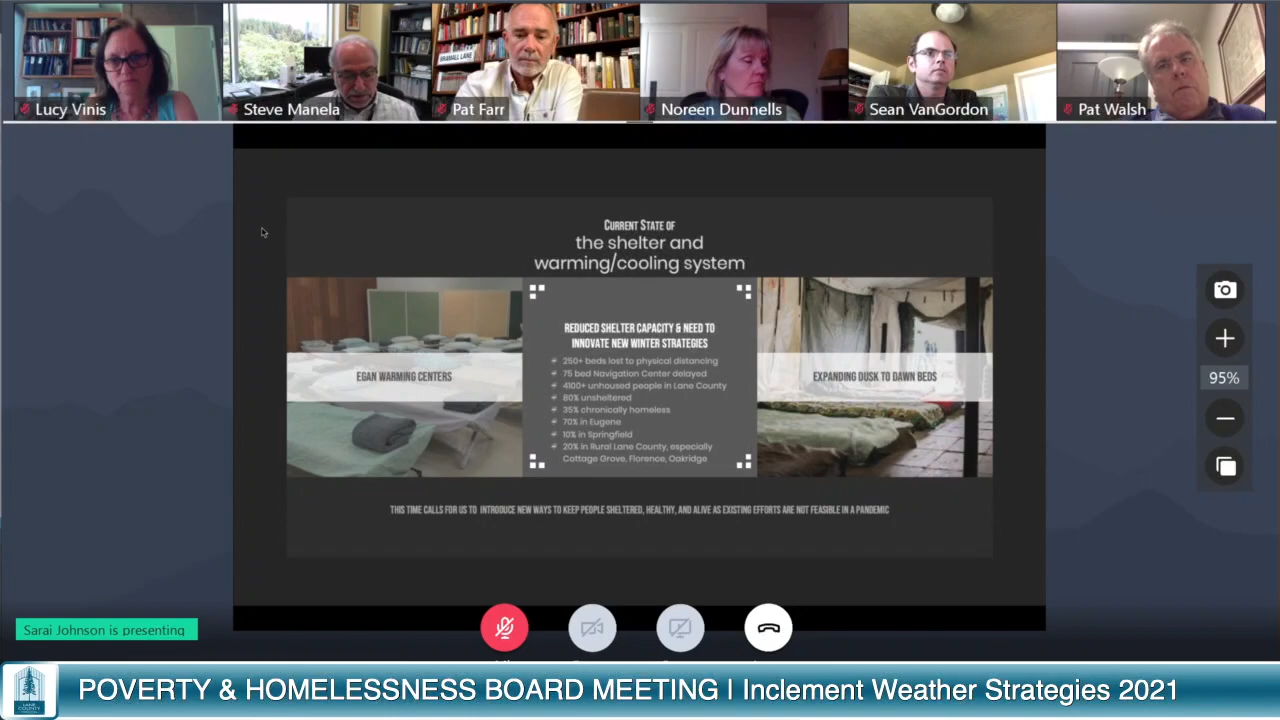 Lucy Vinis
Steve Manela
BRAMALL LANE
Pat Farr
Noreen Dunnells
Sean VanGordon
Pat Walsh
CURRENT STATE OF
the shelter and
warming/cooling system
REDUCED SHELTER CAPACITY & NEED TO
INNOVATE NEW WINTER STRATEGIES
250+ beds lost to physical distancing
75 bed Navigation Center delayed
4100+ unhoused people in Lane County
80% unsheltered
35% chronically homeless
70% in Eugene
10% in Springfield
20% in Rural Lane County, especially
Cottage Grove, Florence, Oakridge
EGAN WARMING CENTERS
EXPANDING DUSK TO DAWN BEDS
THIS TIME CALLS FOR US TO INTRODUCE NEW WAYS TO KEEP PEOPLE SHELTERED, HEALTHY, AND ALIVE AS EXISTING EFFORTS ARE NOT FEASIBLE IN A PANDEMIC
95%
Sarai Johnson is presenting
LANE COUNTY
POVERTY & HOMELESSNESS BOARD MEETING | Inclement Weather Strategies 2021